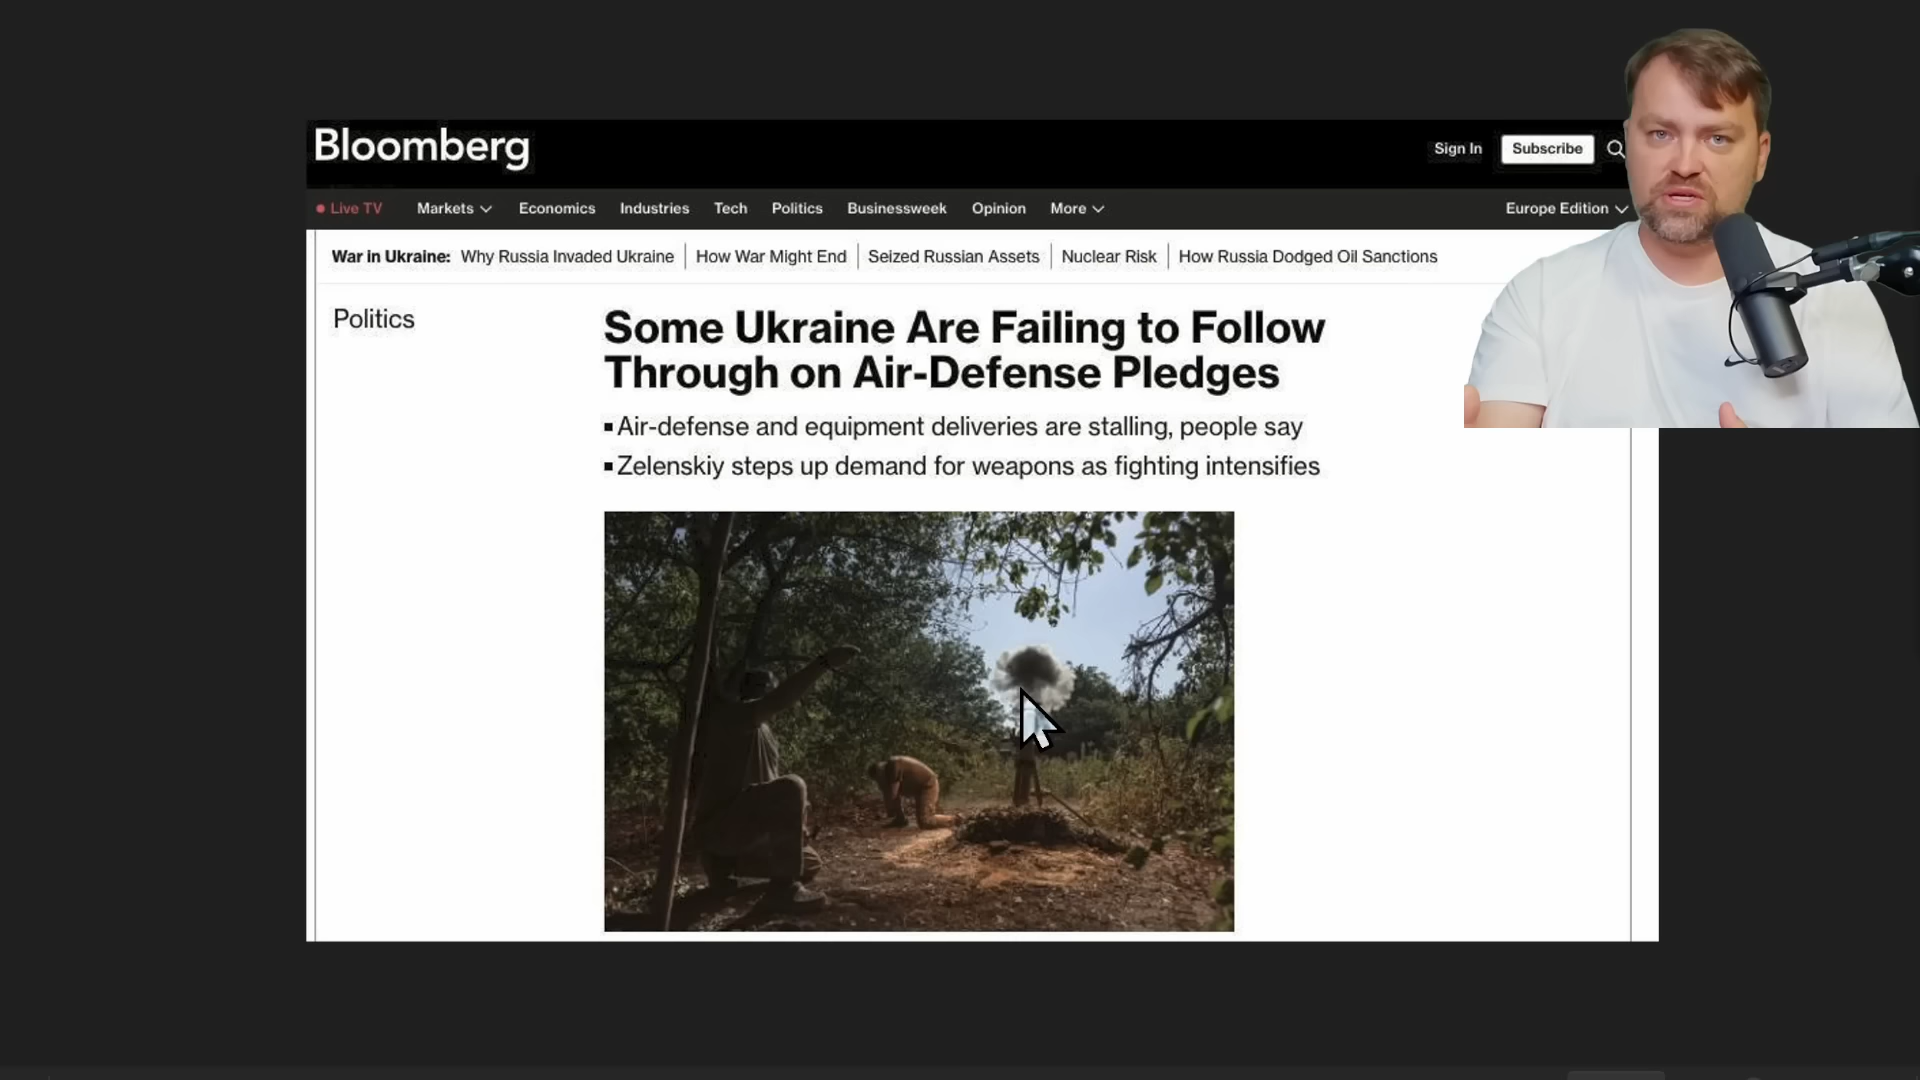 Bloomberg
Sign In
Subscribe
Live TV
Markets
Economics
Industries
Tech
Politics
Businessweek
Opinion
More
Europe Edition
War in Ukraine: Why Russia Invaded Ukraine
How War Might End
Seized Russian Assets
Nuclear Risk
How Russia Dodged Oil Sanctions
Politics
Some Ukraine Are Failing to Follow
Through on Air-Defense Pledges
Air-defense and equipment deliveries are stalling, people say
Zelenskiy steps up demand for weapons as fighting intensifies